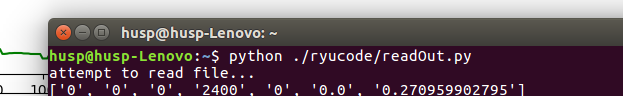 husp@husp-Lenovo: ~
husp@husp-Lenovo:~$ python ./ryucode/readOut.py
attempt to read file...
10
['0', '0', '0', '2400', '0', '0.0', '0.270959902795']